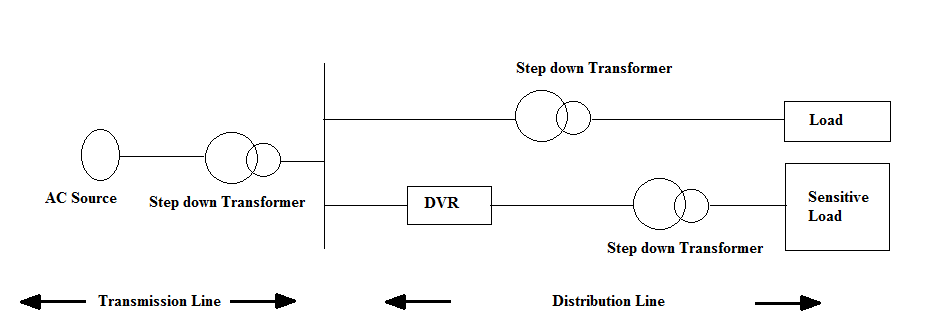 Step down Transformer
Load
AC Source
Step down Transformer
DVR
Sensitive
Load
Step down Transformer
Transmission Line
Distribution Line